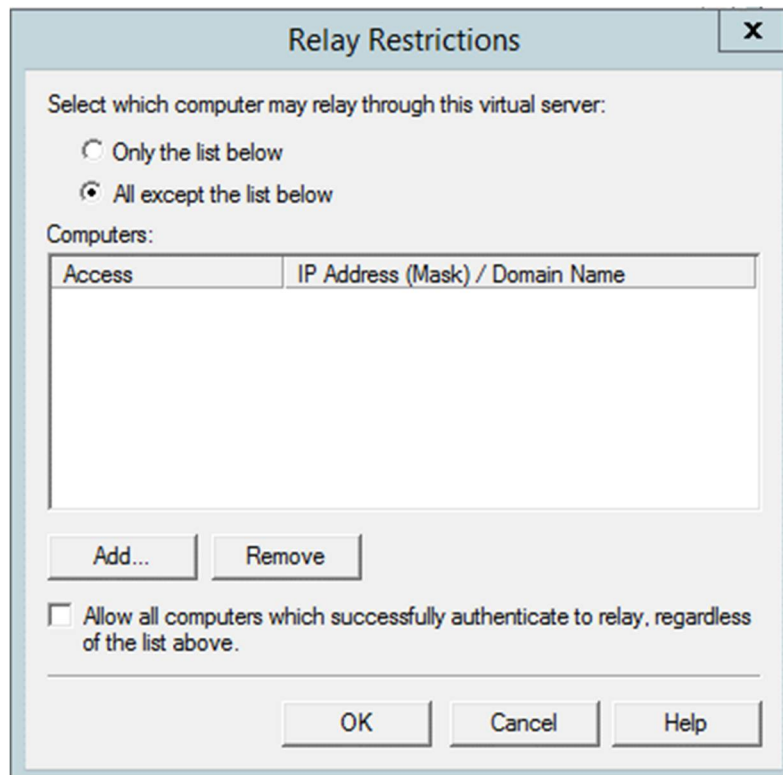 Relay Restrictions
x
Select which computer may relay through this virtual server:
Only the list below
All except the list below
Computers:
Access IP Address (Mask) / Domain Name
Add... Remove
Allow all computers which successfully authenticate to relay, regardless
of the list above.
OK Cancel Help